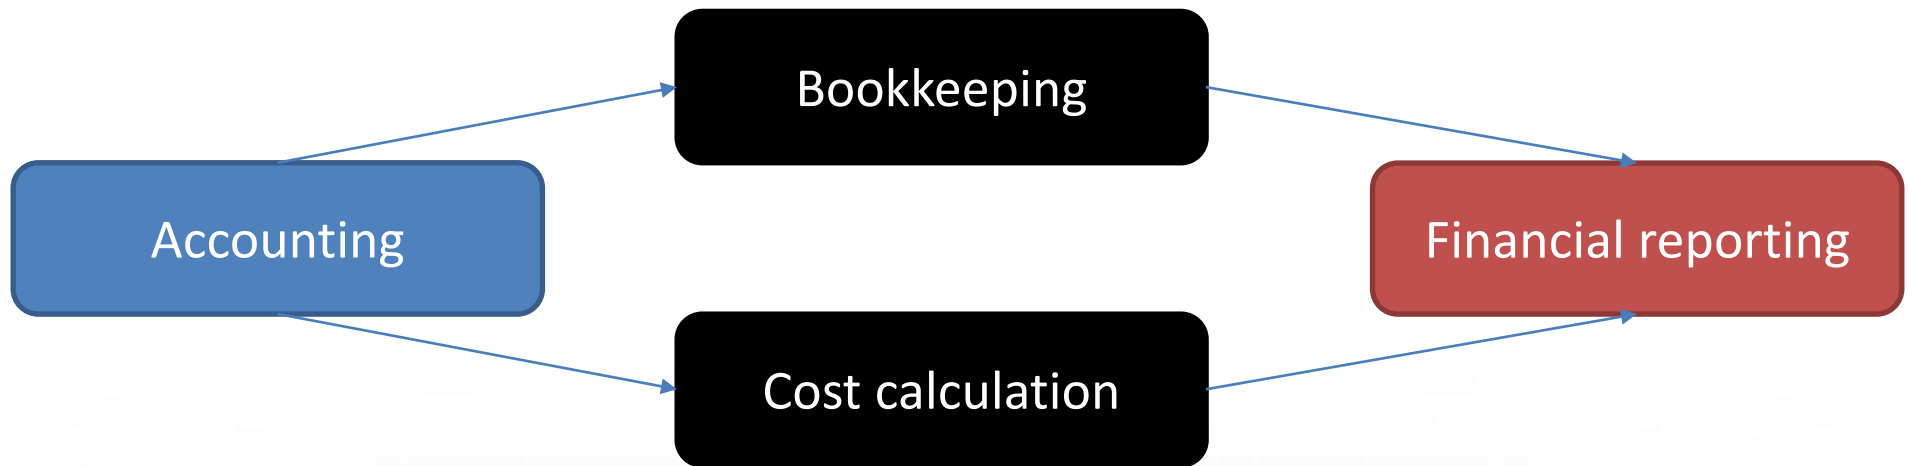 Bookkeeping
Accounting
Financial reporting
Cost calculation